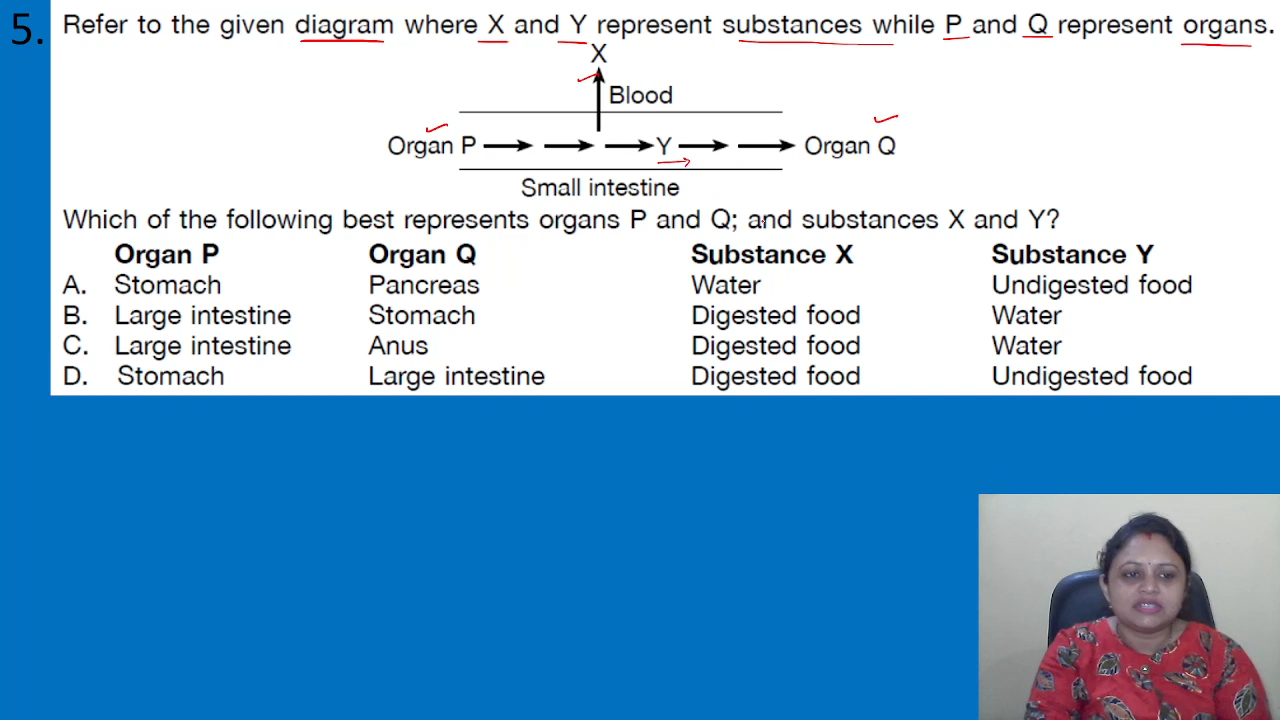 5. Refer to the given diagram where X and Y represent substances while P and Q represent organs.
X
Blood
Organ P Y Organ Q
Small intestine
Which of the following best represents organs P and Q; and substances X and Y?
Organ P Organ Q Substance X Substance Y
A. Stomach Pancreas Water Undigested food
B. Large intestine Stomach Digested food Water
C. Large intestine Anus Digested food Water
D. Stomach Large intestine Digested food Undigested food